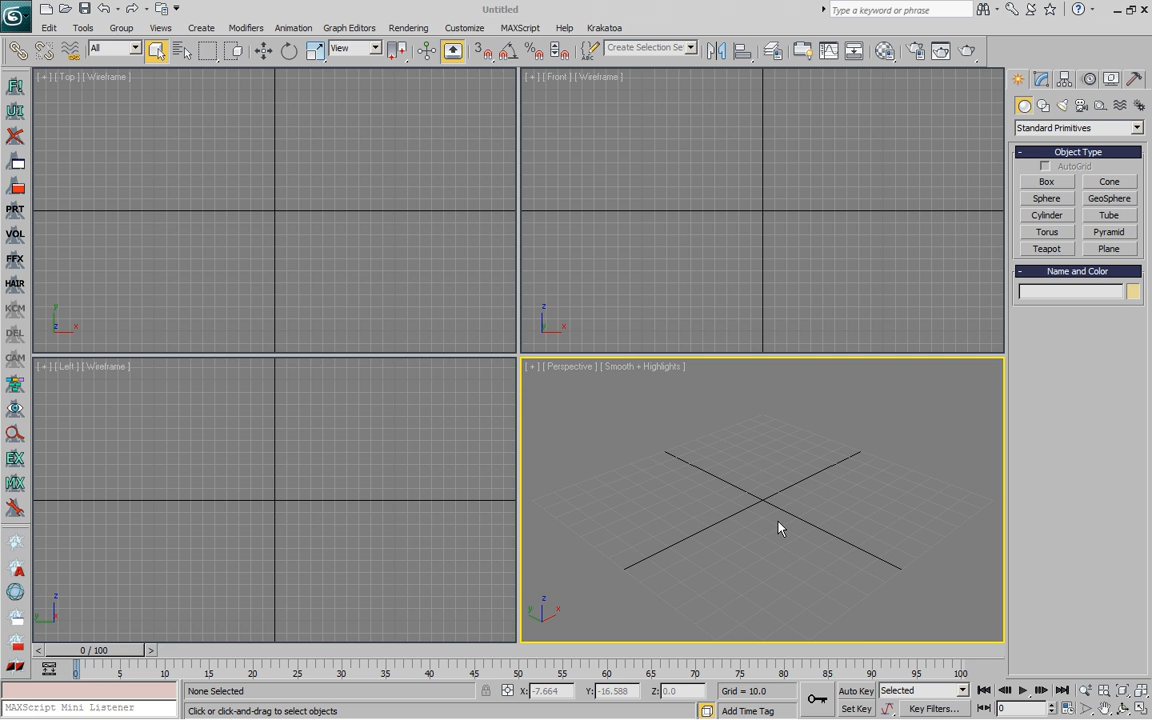 Untitled
Type a keyword or phrase
Edit Tools Group Views Create Modifiers Animation Graph Editors Rendering Customize MAXScript Help Krakatoa
All View 3 Create Selection Se
[ + ] [ Top ] [ Wireframe ]
[ + ] [ Front ] [ Wireframe ]
Standard Primitives
- Object Type
AutoGrid
Box Cone
Sphere GeoSphere
Cylinder Tube
Torus Pyramid
Teapot Plane
- Name and Color
F!
UI
PRT
VOL
FFX
HAIR
KCM
DEL
CAM
EX
MX
y
z x
z
y x
[ + ] [ Left ] [ Wireframe ]
[ + ] [ Perspective ] [ Smooth + Highlights ]
z
y x
z
y x
< 0 / 100 >
0 5 10 15 20 25 30 35 40 45 50 55 60 65 70 75 80 85 90 95 100
None Selected X: -7.664 Y: -16.588 Z: 0.0 Grid = 10.0 Auto Key Selected
MAXScript Mini Listener Click or click-and-drag to select objects Add Time Tag Set Key Key Filters... 0